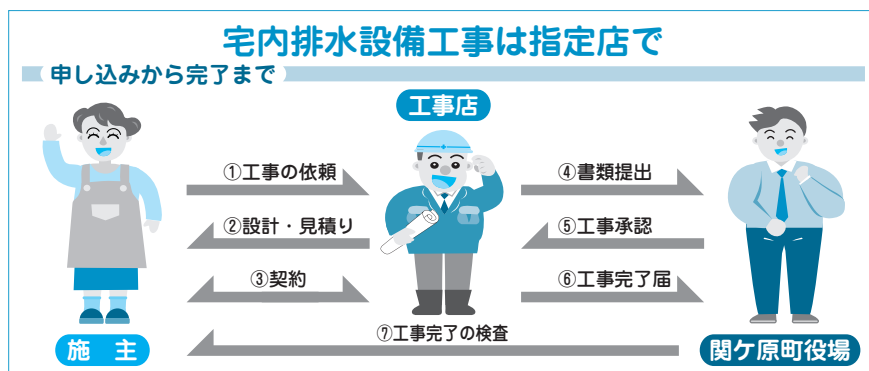 宅内排水設備工事は指定店で
申し込みから完了まで
工事店
①工事の依頼
②設計・見積り
③契約
④書類提出
⑤工事承認
⑥工事完了届
⑦工事完了の検査
施 主
関ケ原町役場